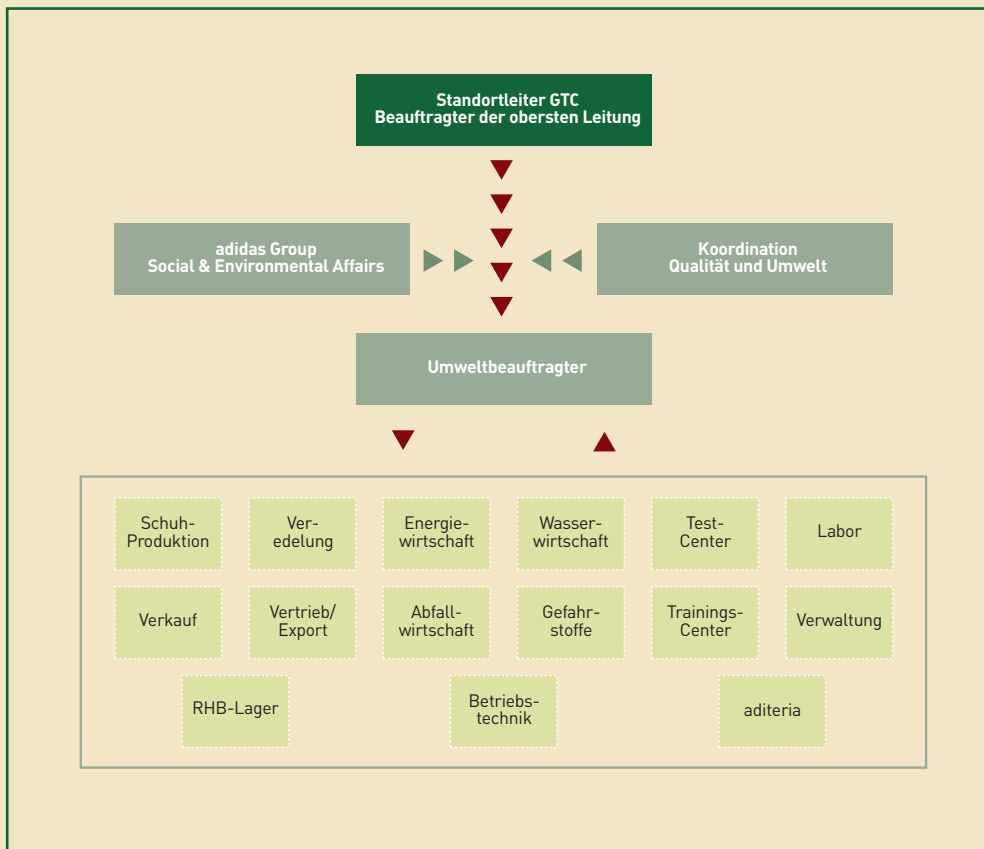 Standortleiter GTC
Beauftragter der obersten Leitung
adidas Group
Social & Environmental Affairs
Koordination
Qualität und Umwelt
Umweltbeauftragter
Schuh-
Produktion
Ver-
edelung
Energie-
wirtschaft
Wasser-
wirtschaft
Test-
Center
Labor
Verkauf
Vertrieb/
Export
Abfall-
wirtschaft
Gefahr-
stoffe
Trainings-
Center
Verwaltung
RHB-Lager
Betriebs-
technik
aditeria